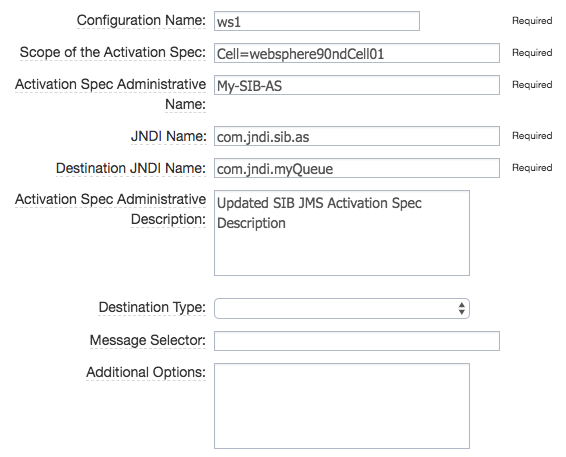 Configuration Name: ws1 Required
Scope of the Activation Spec: Cell=websphere90ndCell01 Required
Activation Spec Administrative Name: My-SIB-AS Required
JNDI Name: com.jndi.sib.as Required
Destination JNDI Name: com.jndi.myQueue Required
Activation Spec Administrative Description: Updated SIB JMS Activation Spec
Description
Destination Type:
Message Selector:
Additional Options: